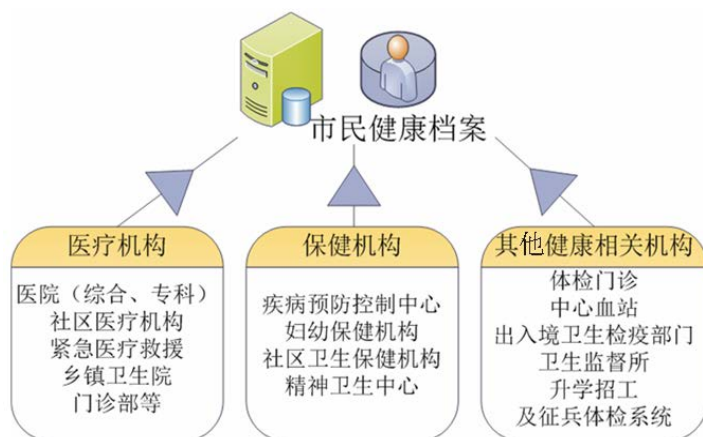 市民健康档案
医疗机构
医院（综合、专科）
社区医疗机构
紧急医疗救援
乡镇卫生院
门诊部等
保健机构
疾病预防控制中心
妇幼保健机构
社区卫生保健机构
精神卫生中心
其他健康相关机构
体检门诊
中心血站
出入境卫生检疫部门
卫生监督所
升学招工
及征兵体检系统